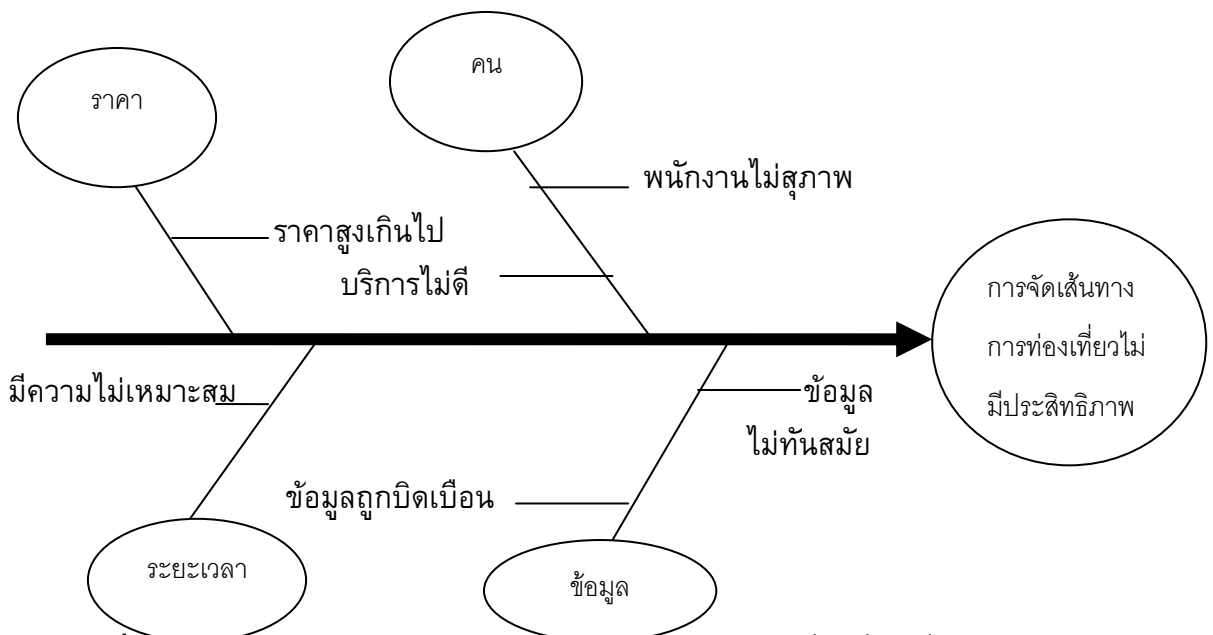 ราคา
คน
พนักงานไม่สุภาพ
ราคาสูงเกินไป
บริการไม่ดี
การจัดเส้นทาง
การท่องเที่ยวไม่
มีประสิทธิภาพ
มีความไม่เหมาะสม
ข้อมูล
ไม่ทันสมัย
ข้อมูลถูกบิดเบือน
ระยะเวลา
ข้อมูล